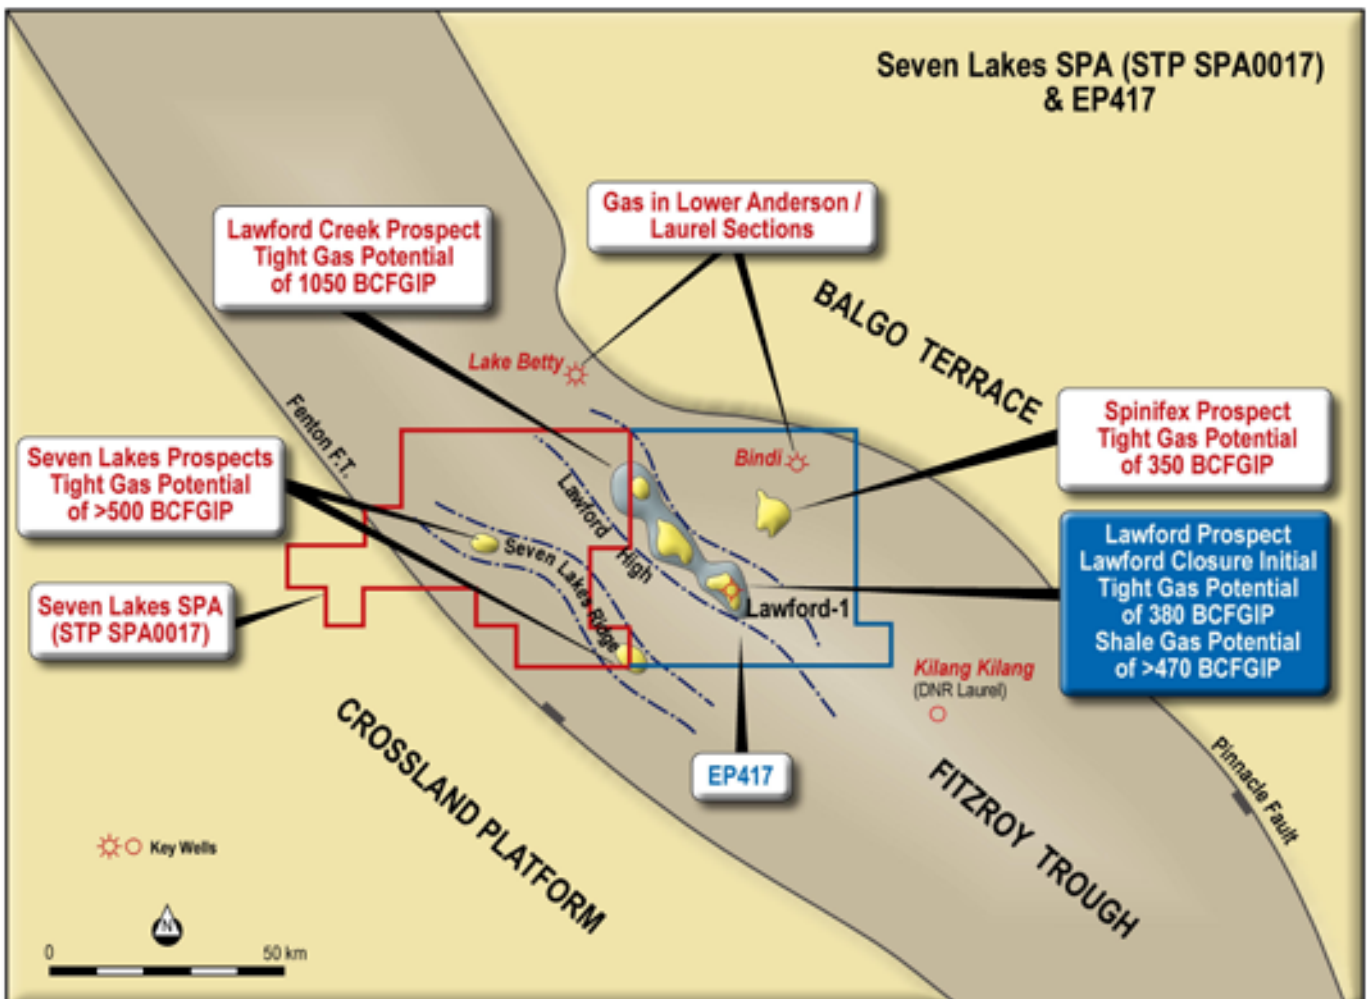 Seven Lakes SPA (STP SPA0017)
& EP417
Gas in Lower Anderson /
Laurel Sections
Lawford Creek Prospect
Tight Gas Potential
of 1050 BCFGIP
BALGO TERRACE
Lake Betty
Fenton F.T.
Spinifex Prospect
Tight Gas Potential
of 350 BCFGIP
Seven Lakes Prospects
Tight Gas Potential
of >500 BCFGIP
Bindi
Lawford High
Seven Lakes Ridge
Lawford Prospect
Lawford Closure Initial
Tight Gas Potential
of 380 BCFGIP
Shale Gas Potential
of >470 BCFGIP
Seven Lakes SPA
(STP SPA0017)
Lawford-1
Kilang Kilang
(DNR Laurel)
CROSSLAND PLATFORM
EP417
FITZROY TROUGH
Pinnacle Fault
Key Wells
N
0 50 km